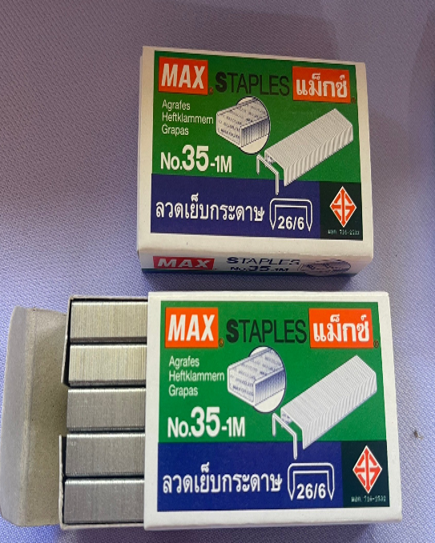 MAX STAPLES แม็กซ์
Agrafes
Heftklammern
Grapas
No.35-1M
ลวดเย็บกระดาษ 26/6
MAX STAPLES
No.35-1M
MAX STAPLES แม็กซ์
Agrafes
Heftklammern
Grapas
No.35-1M
ลวดเย็บกระดาษ 26/6